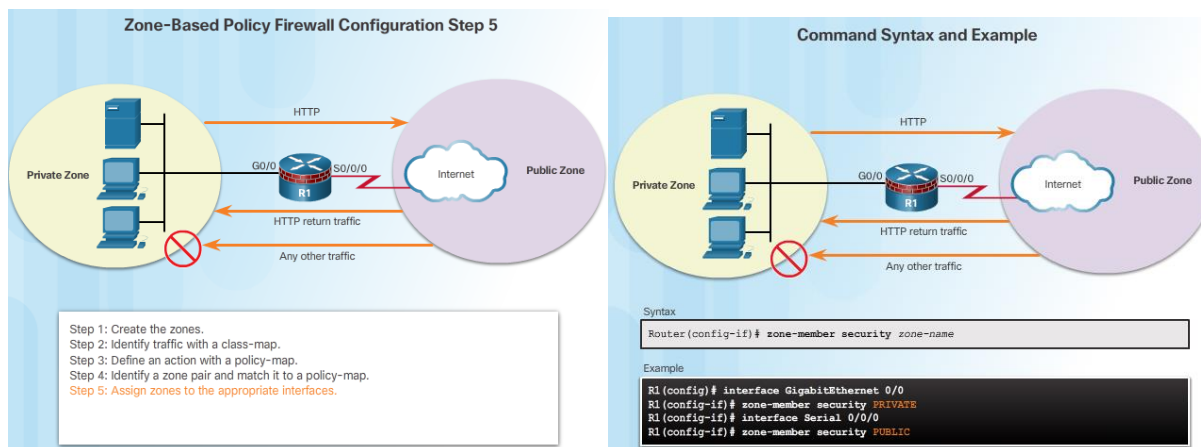 Zone-Based Policy Firewall Configuration Step 5
HTTP
Private Zone
G0/0
S0/0/0
R1
Internet
Public Zone
HTTP return traffic
Any other traffic
Step 1: Create the zones.
Step 2: Identify traffic with a class-map.
Step 3: Define an action with a policy-map.
Step 4: Identify a zone pair and match it to a policy-map.
Step 5: Assign zones to the appropriate interfaces.
Command Syntax and Example
HTTP
Private Zone
G0/0
S0/0/0
R1
Internet
Public Zone
HTTP return traffic
Any other traffic
Syntax
Router(config-if)# zone-member security zone-name
Example
R1(config)# interface GigabitEthernet 0/0
R1(config-if)# zone-member security PRIVATE
R1(config-if)# interface Serial 0/0/0
R1(config-if)# zone-member security PUBLIC